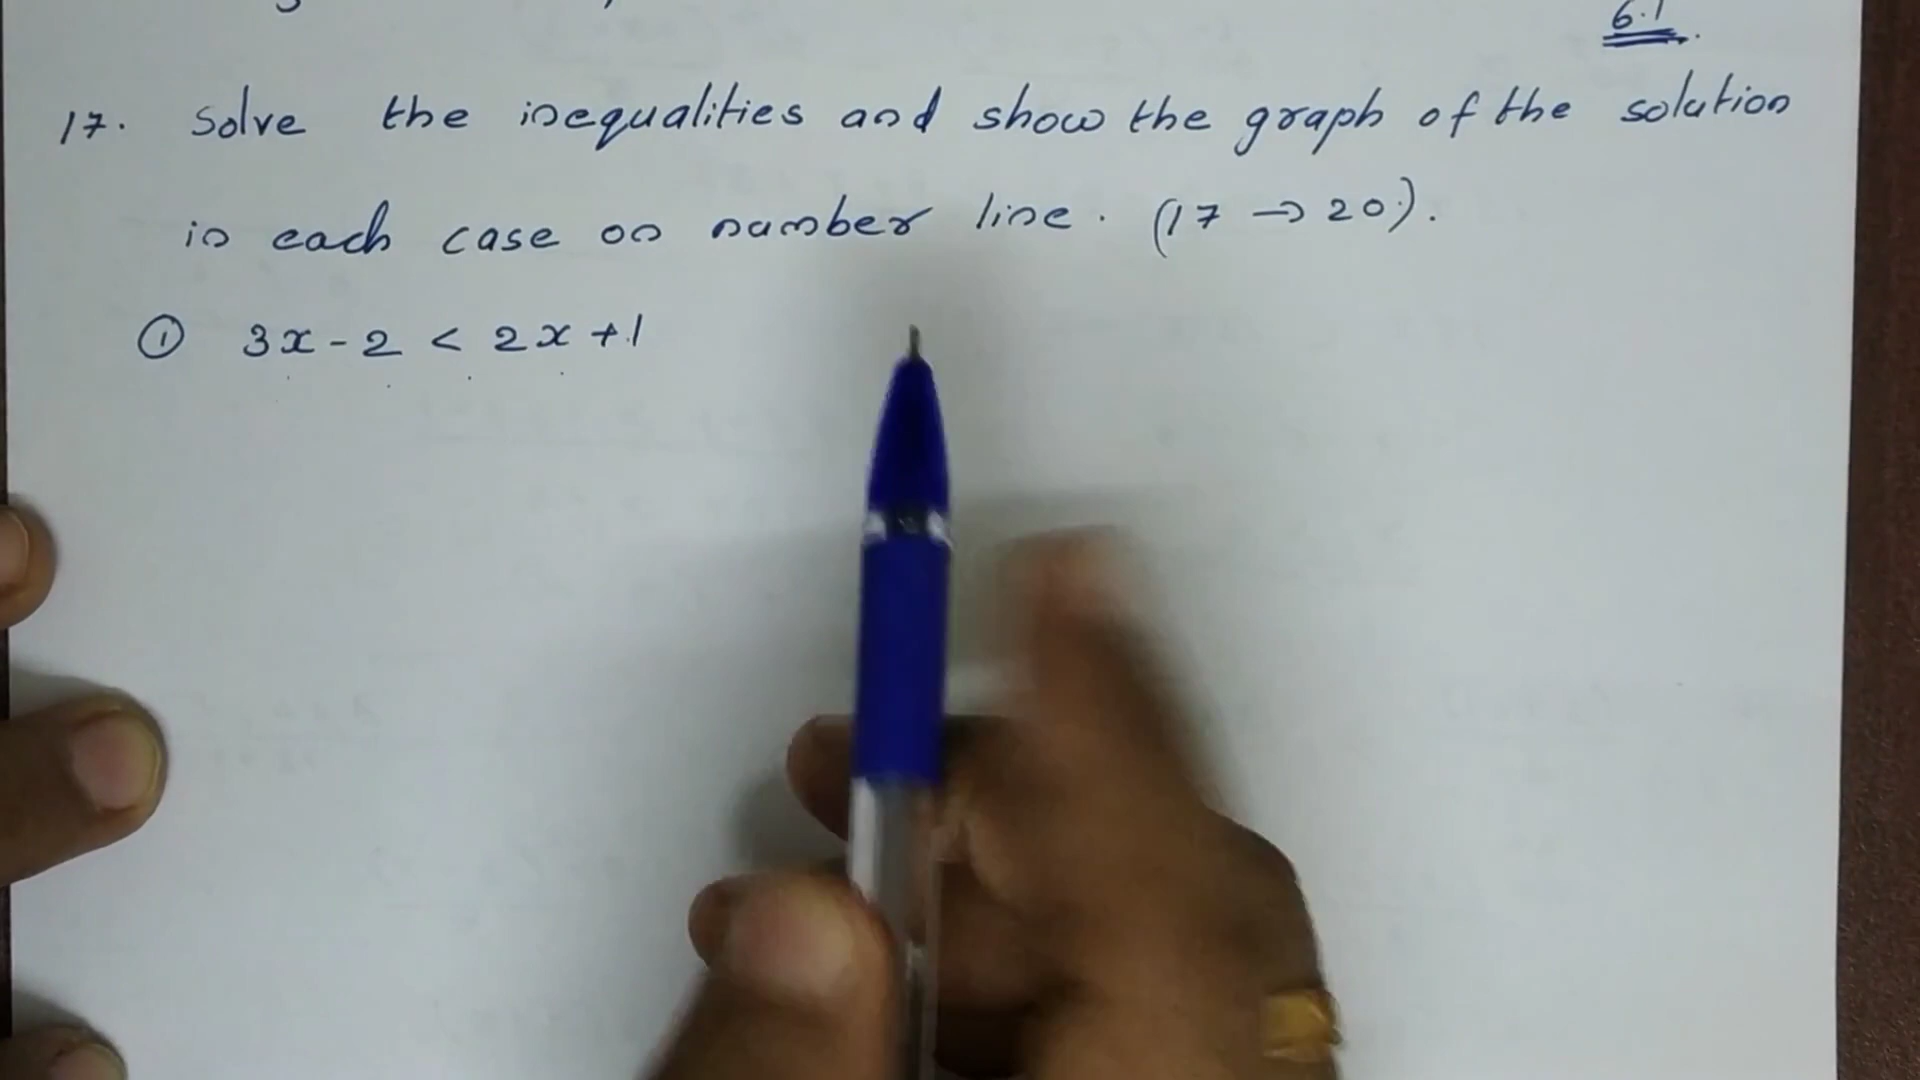 6.1
17. Solve the inequalities and show the graph of the solution
in each case on number line. (17 → 20).
① 3x - 2 < 2x + 1